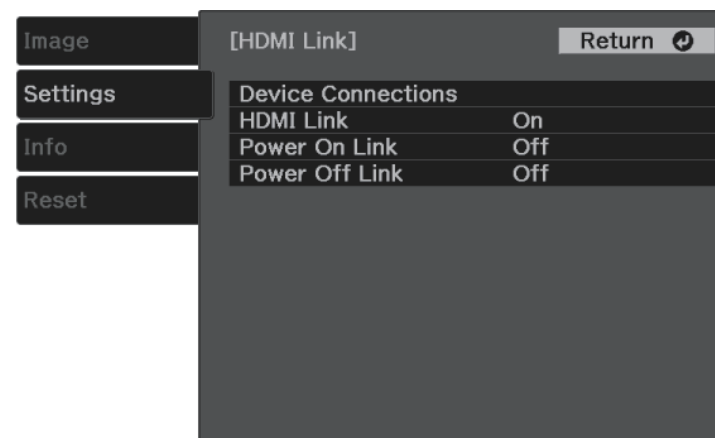 Image
Settings
Info
Reset
[HDMI Link]
Return
Device Connections
HDMI Link On
Power On Link Off
Power Off Link Off